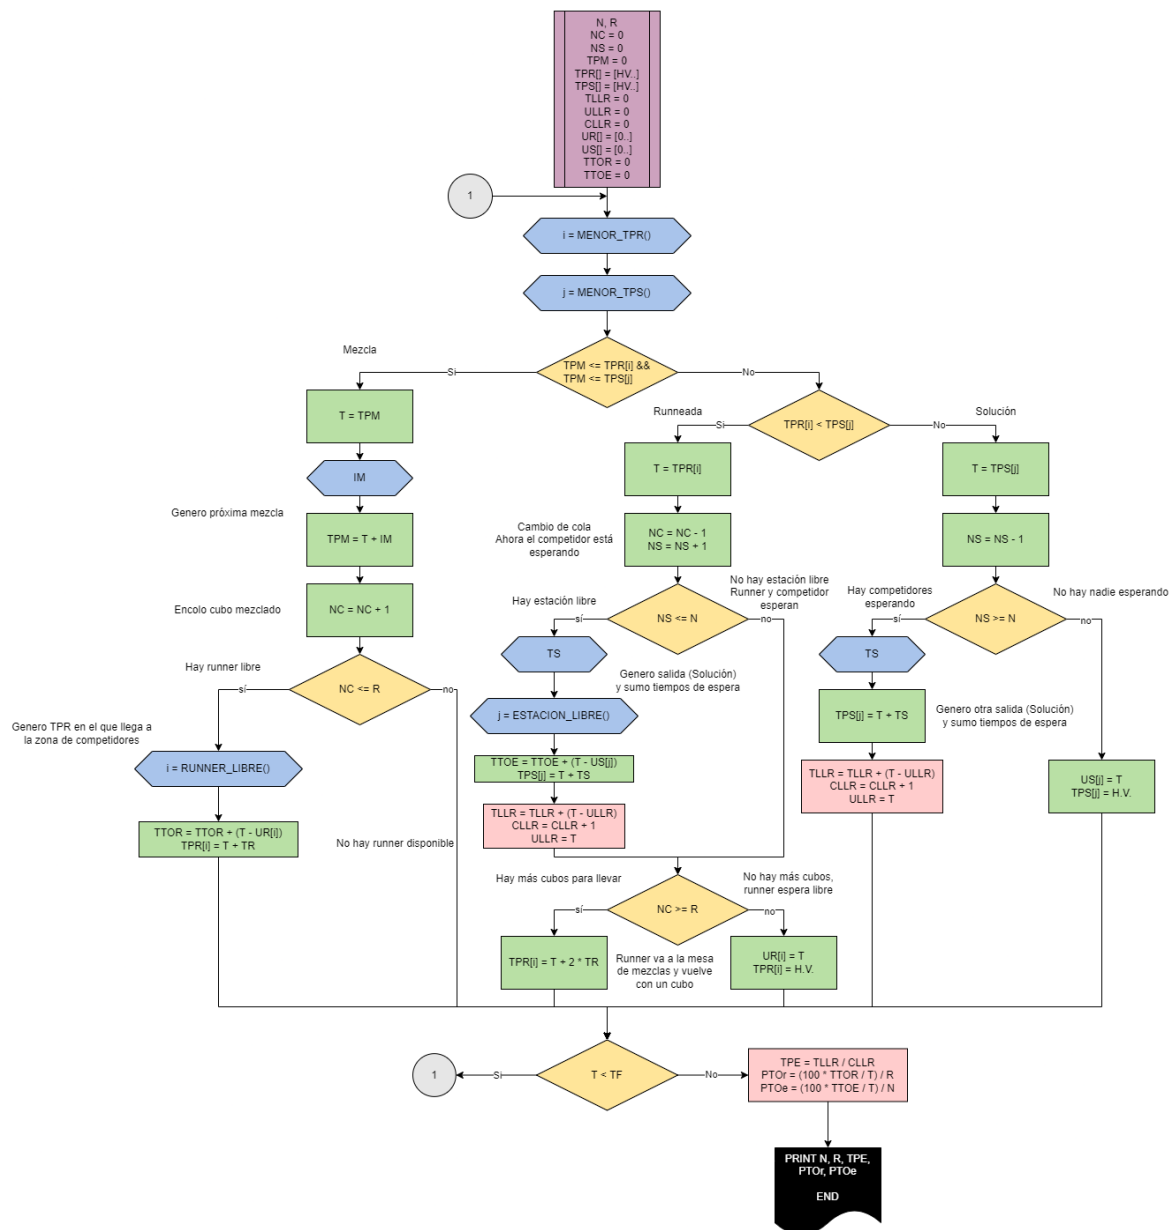 N, R
NC = 0
NS = 0
TPM = 0
TPR[] = [HV..]
TPS[] = [HV..]
TLLR = 0
ULLR = 0
CLLR = 0
UR[] = [0..]
US[] = [0..]
TTOR = 0
TTOE = 0
1
i = MENOR_TPR()
j = MENOR_TPS()
Mezcla
TPM <= TPR[i] &&
TPM <= TPS[j]
Si
No
T = TPM
Runneada
Solución
TPR[i] < TPS[j]
Si
No
IM
T = TPR[i]
T = TPS[j]
Genero próxima mezcla
TPM = T + IM
Cambio de cola
Ahora el competidor está
esperando
NC = NC - 1
NS = NS + 1
NS = NS - 1
Encolo cubo mezclado
NC = NC + 1
No hay estación libre
Runner y competidor
esperan
Hay estación libre
NS <= N
sí
no
Hay competidores
esperando
No hay nadie esperando
NS >= N
sí
no
Hay runner libre
NC <= R
sí
no
TS
Genero salida (Solución)
y sumo tiempos de espera
TS
j = ESTACION_LIBRE()
TPS[j] = T + TS
Genero otra salida (Solución)
y sumo tiempos de espera
Genero TPR en el que llega a
la zona de competidores
i = RUNNER_LIBRE()
TTOE = TTOE + (T - US[j])
TPS[j] = T + TS
TLLR = TLLR + (T - ULLR)
CLLR = CLLR + 1
ULLR = T
US[j] = T
TPS[j] = H.V.
TTOR = TTOR + (T - UR[i])
TPR[i] = T + TR
No hay runner disponible
TLLR = TLLR + (T - ULLR)
CLLR = CLLR + 1
ULLR = T
Hay más cubos para llevar
No hay más cubos,
runner espera libre
NC >= R
sí
no
TPR[i] = T + 2 * TR
Runner va a la mesa
de mezclas y vuelve
con un cubo
UR[i] = T
TPR[i] = H.V.
1
Si
T < TF
No
TPE = TLLR / CLLR
PTOr = (100 * TTOR / T) / R
PTOe = (100 * TTOE / T) / N
PRINT N, R, TPE,
PTOr, PTOe
END